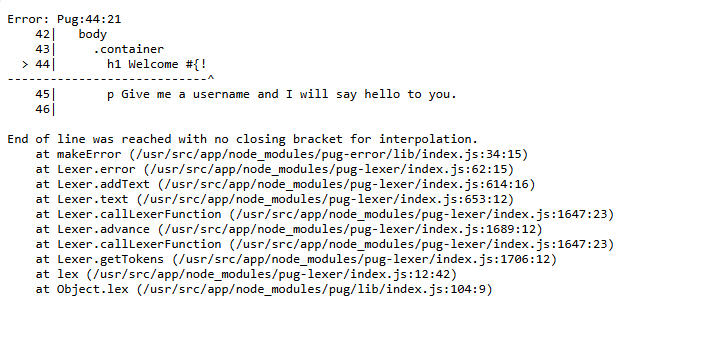 Error: Pug:44:21
    42|   body
    43|     .container
  > 44|       h1 Welcome #{!
----------------------------^
    45|       p Give me a username and I will say hello to you.
    46|
End of line was reached with no closing bracket for interpolation.
    at makeError (/usr/src/app/node_modules/pug-error/lib/index.js:34:15)
    at Lexer.error (/usr/src/app/node_modules/pug-lexer/index.js:62:15)
    at Lexer.addText (/usr/src/app/node_modules/pug-lexer/index.js:614:16)
    at Lexer.text (/usr/src/app/node_modules/pug-lexer/index.js:653:12)
    at Lexer.callLexerFunction (/usr/src/app/node_modules/pug-lexer/index.js:1647:23)
    at Lexer.advance (/usr/src/app/node_modules/pug-lexer/index.js:1689:12)
    at Lexer.callLexerFunction (/usr/src/app/node_modules/pug-lexer/index.js:1647:23)
    at Lexer.getTokens (/usr/src/app/node_modules/pug-lexer/index.js:1706:12)
    at lex (/usr/src/app/node_modules/pug-lexer/index.js:12:42)
    at Object.lex (/usr/src/app/node_modules/pug/lib/index.js:104:9)